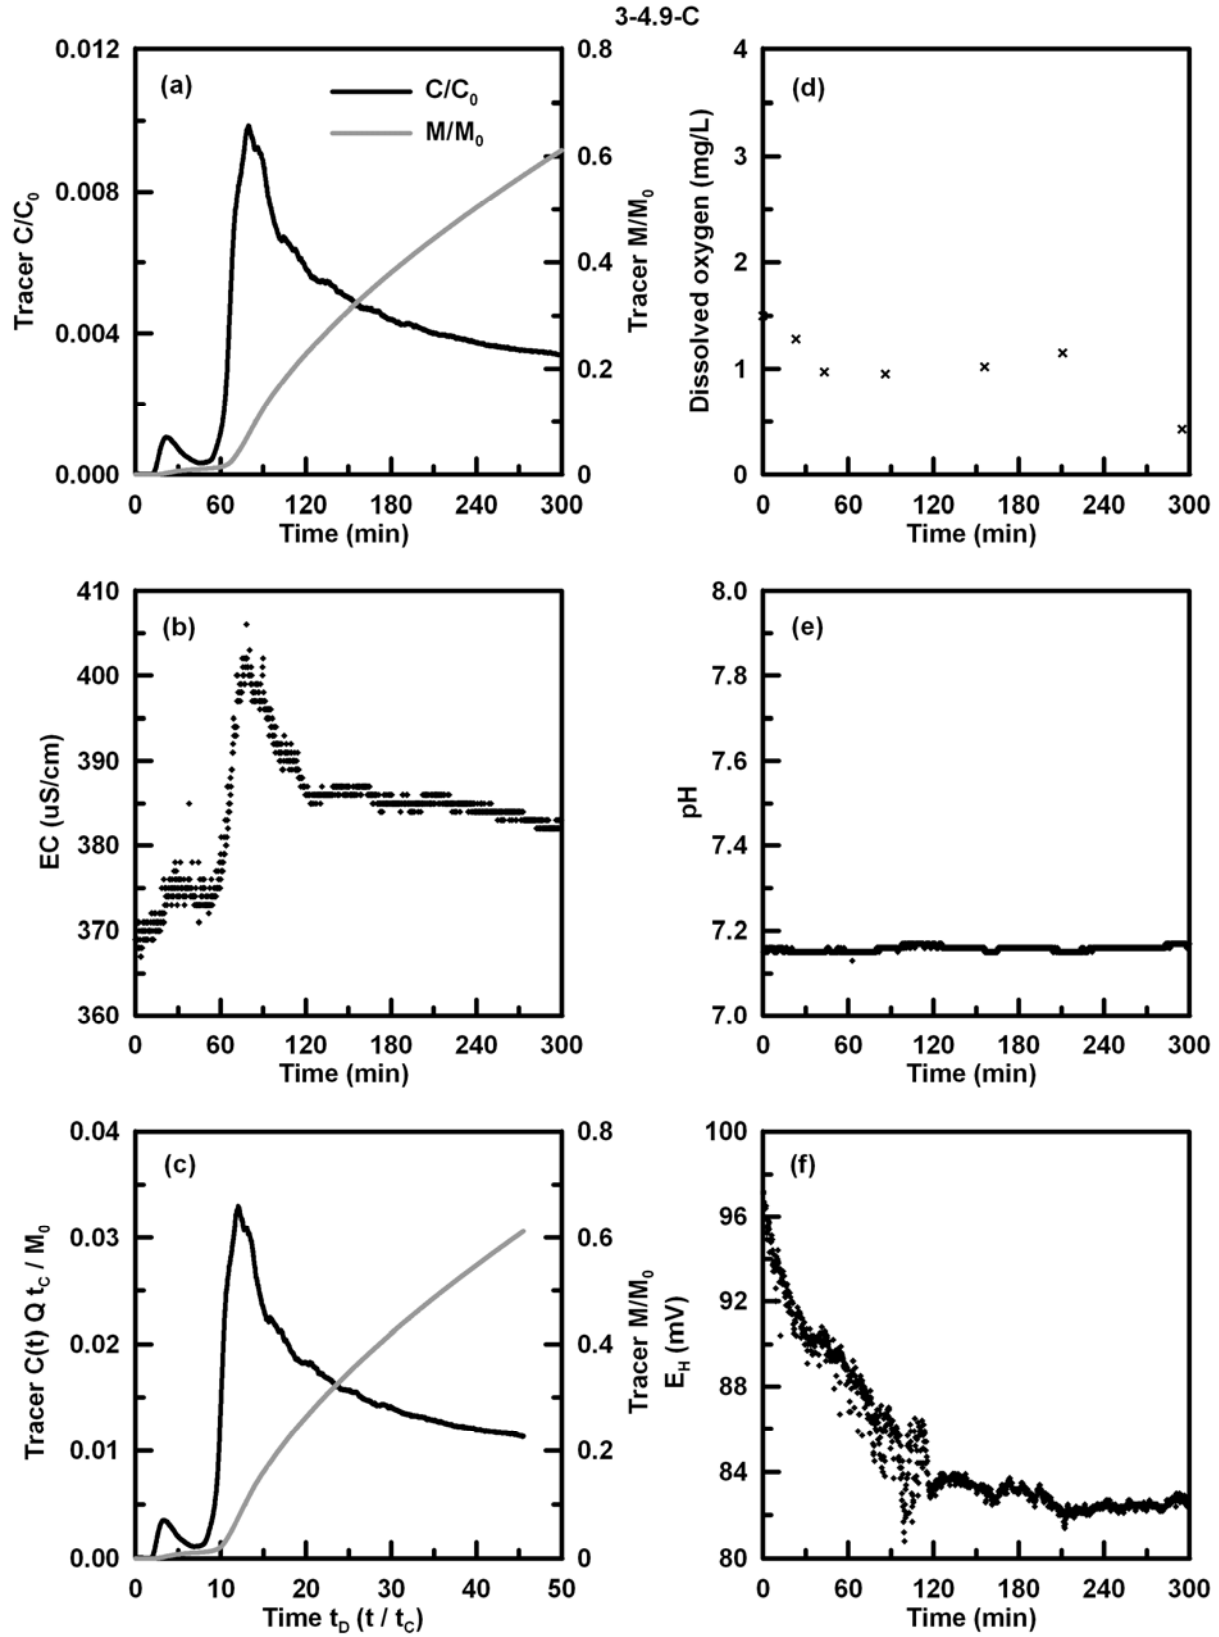 3-4.9-C
(a)
C/C0
M/M0
0.012
0.008
0.004
0.000
Tracer C/C0
0.8
0.6
0.4
0.2
0
Tracer M/M0
0 60 120 180 240 300
Time (min)
(d)
4
3
2
1
0
Dissolved oxygen (mg/L)
0 60 120 180 240 300
Time (min)
(b)
410
400
390
380
370
360
EC (uS/cm)
0 60 120 180 240 300
Time (min)
(e)
8.0
7.8
7.6
7.4
7.2
7.0
pH
0 60 120 180 240 300
Time (min)
(c)
0.04
0.03
0.02
0.01
0.00
Tracer C(t) Q tC / M0
0.8
0.6
0.4
0.2
0
Tracer M/M0
0 10 20 30 40 50
Time tD (t / tC)
(f)
100
96
92
88
84
80
EH (mV)
0 60 120 180 240 300
Time (min)